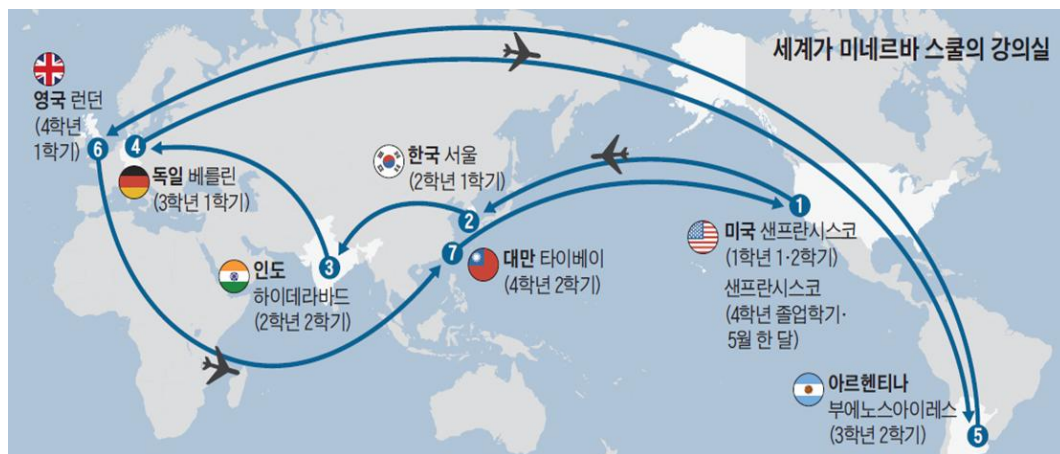 세계가 미네르바 스쿨의 강의실
영국 런던
(4학년
1학기)
6
4
독일 베를린
(3학년 1학기)
한국 서울
(2학년 1학기)
2
1
미국 샌프란시스코
(1학년 1·2학기)
샌프란시스코
(4학년 졸업학기·
5월 한 달)
7
대만 타이베이
(4학년 2학기)
인도
3
하이데라바드
(2학년 2학기)
아르헨티나
부에노스아이레스
(3학년 2학기)
5